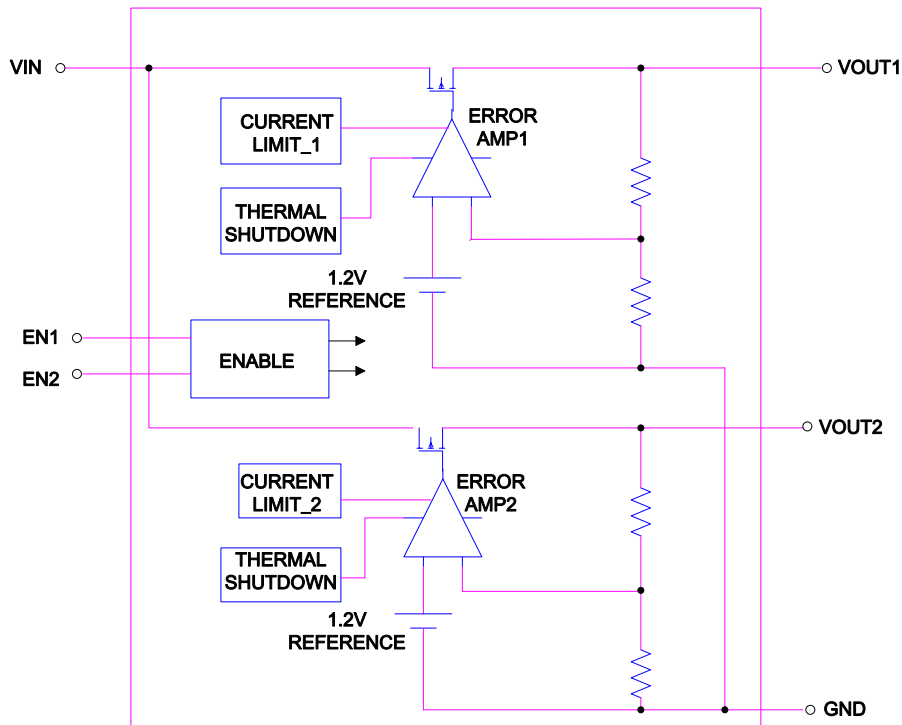 VIN
VOUT1
CURRENT
LIMIT_1
ERROR
AMP1
THERMAL
SHUTDOWN
1.2V
REFERENCE
EN1
EN2
ENABLE
VOUT2
CURRENT
LIMIT_2
ERROR
AMP2
THERMAL
SHUTDOWN
1.2V
REFERENCE
GND